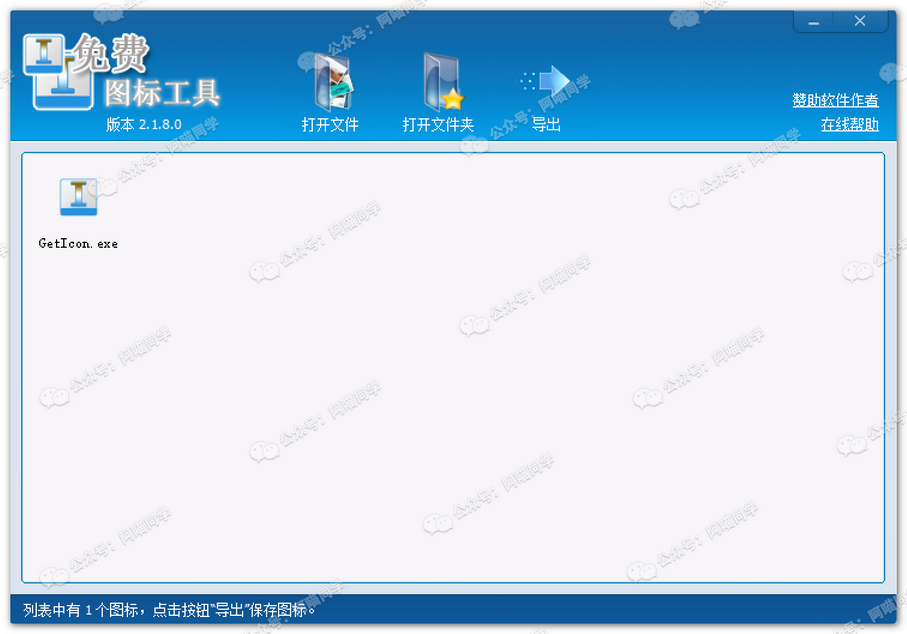 免费
图标工具
版本 2.1.8.0
打开文件
打开文件夹
导出
赞助软件作者
在线帮助
GetIcon.exe
列表中有 1 个图标，点击按钮“导出”保存图标。
公众号：阿喵同学